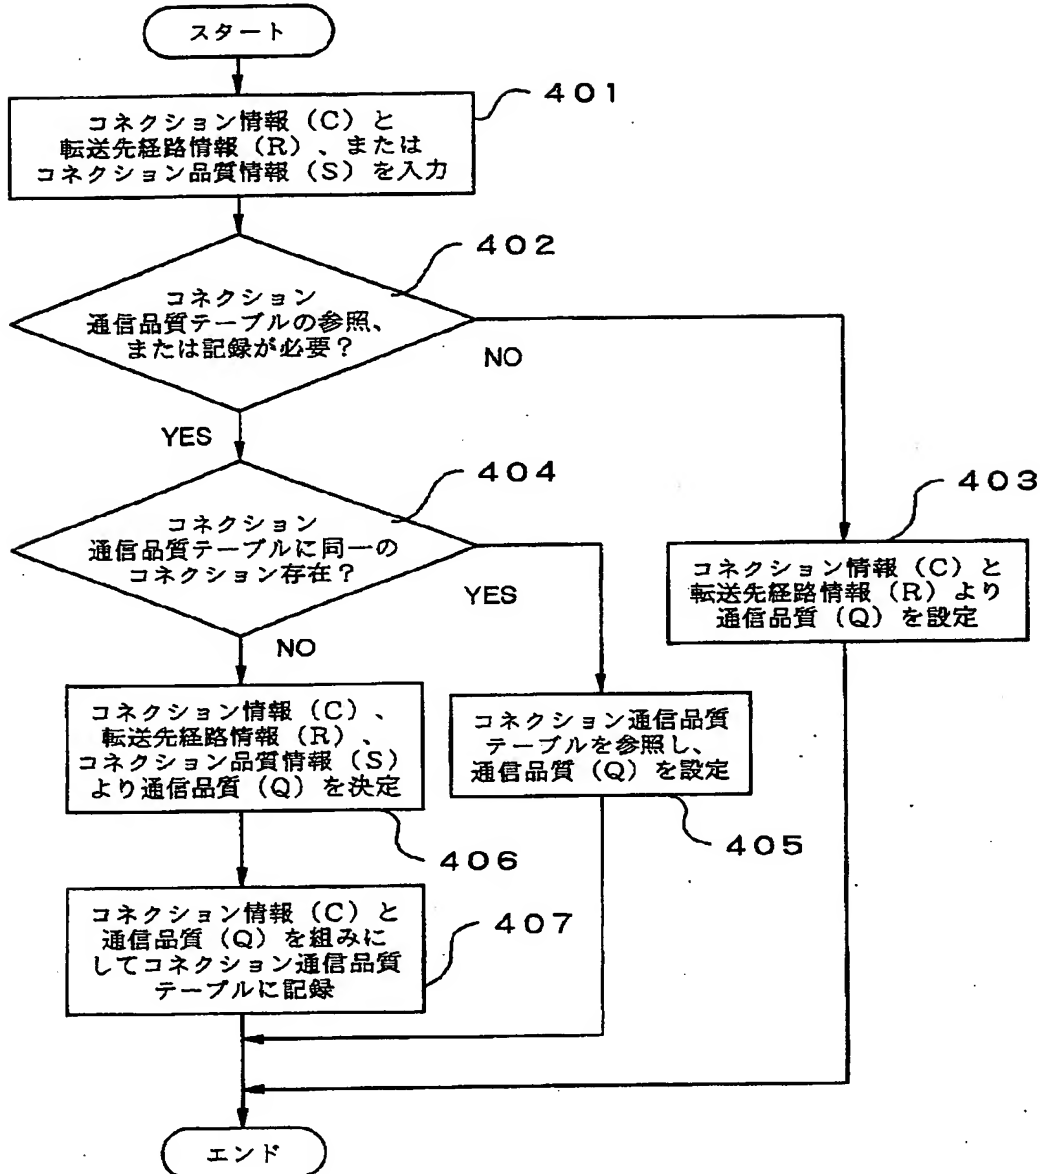 スタート
401
コネクション情報(C)と
転送先経路情報(R)、または
コネクション品質情報(S)を入力
402
コネクション
通信品質テーブルの参照、
または記録が必要?
NO
YES
404
コネクション
通信品質テーブルに同一の
コネクション存在?
YES
NO
403
コネクション情報(C)と
転送先経路情報(R)より
通信品質(Q)を設定
コネクション情報(C)、
転送先経路情報(R)、
コネクション品質情報(S)
より通信品質(Q)を決定
406
コネクション通信品質
テーブルを参照し、
通信品質(Q)を設定
405
コネクション情報(C)と
通信品質(Q)を組みに
してコネクション通信品質
テーブルに記録
407
エンド